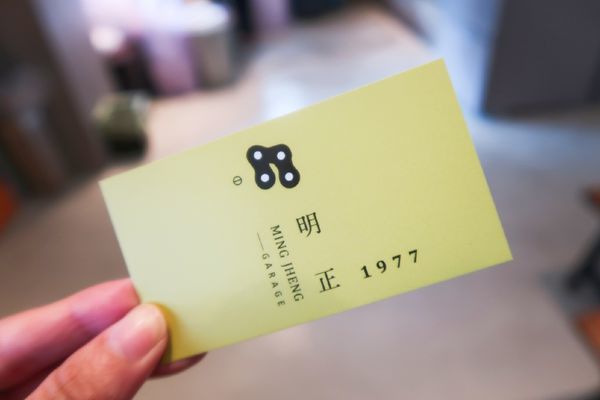 明正
MING JHENG
—GARAGE
1977